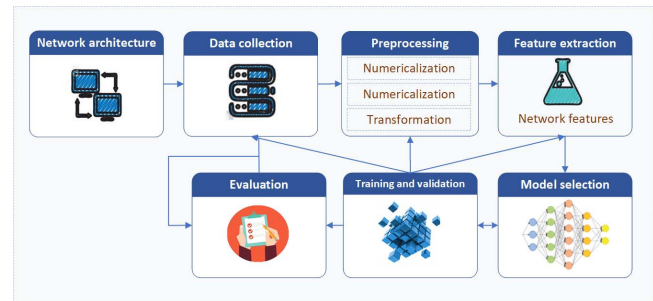 Network architecture
Data collection
Preprocessing
Feature extraction
Numericalization
Numericalization
Transformation
Network features
Evaluation
Training and validation
Model selection